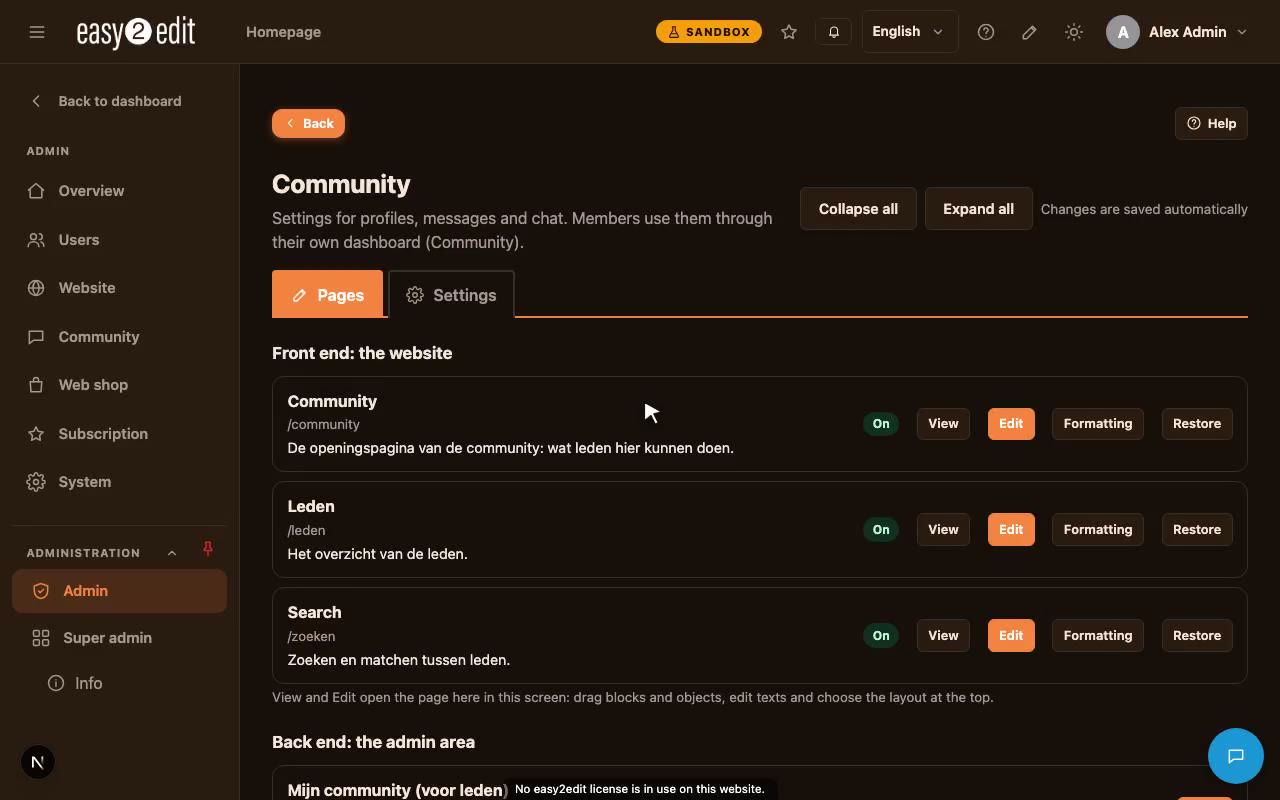 easy2edit
Homepage
SANDBOX
English
A
Alex Admin
Back to dashboard
ADMIN
Overview
Users
Website
Community
Web shop
Subscription
System
ADMINISTRATION
Admin
Super admin
Info
N
Back
Help
Community
Settings for profiles, messages and chat. Members use them through
their own dashboard (Community).
Collapse all
Expand all
Changes are saved automatically
Pages
Settings
Front end: the website
Community
/community
De openingspagina van de community: wat leden hier kunnen doen.
On
View
Edit
Formatting
Restore
Leden
/leden
Het overzicht van de leden.
On
View
Edit
Formatting
Restore
Search
/zoeken
Zoeken en matchen tussen leden.
On
View
Edit
Formatting
Restore
View and Edit open the page here in this screen: drag blocks and objects, edit texts and choose the layout at the top.
Back end: the admin area
Mijn community (voor leden)
No easy2edit license is in use on this website.